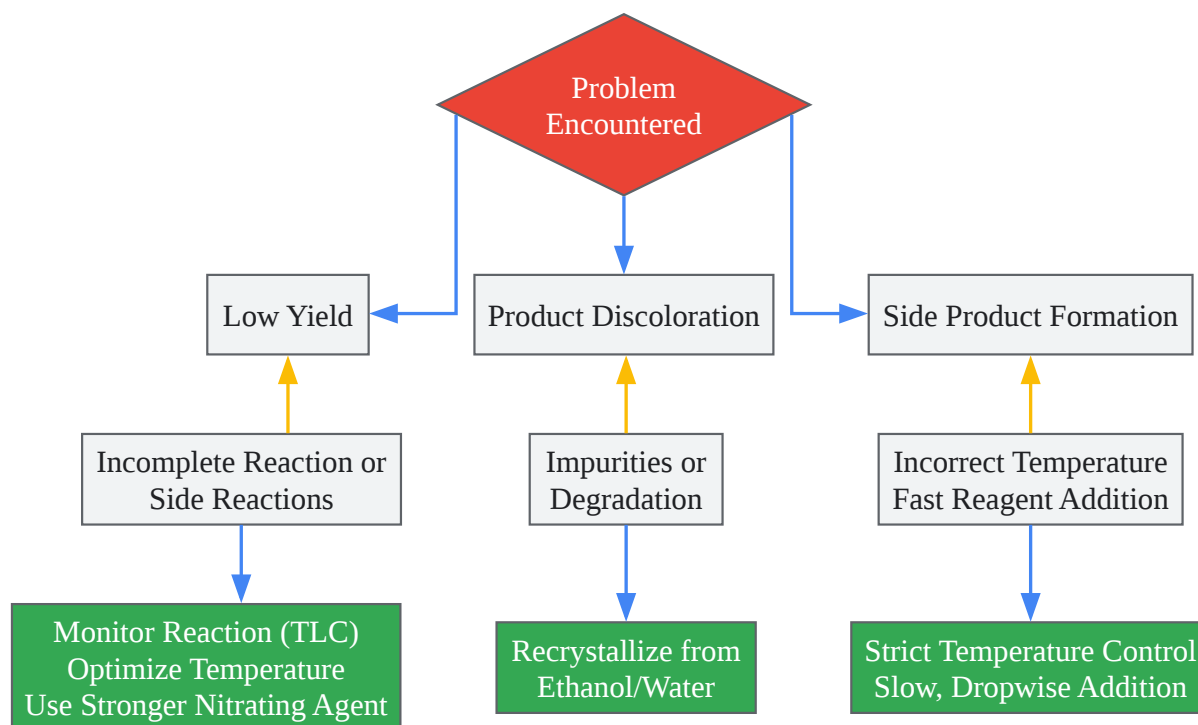 Problem
Encountered
Low Yield
Product Discoloration
Side Product Formation
Incomplete Reaction or
Side Reactions
Impurities or
Degradation
Incorrect Temperature
Fast Reagent Addition
Monitor Reaction (TLC)
Optimize Temperature
Use Stronger Nitrating Agent
Recrystallize from
Ethanol/Water
Strict Temperature Control
Slow, Dropwise Addition